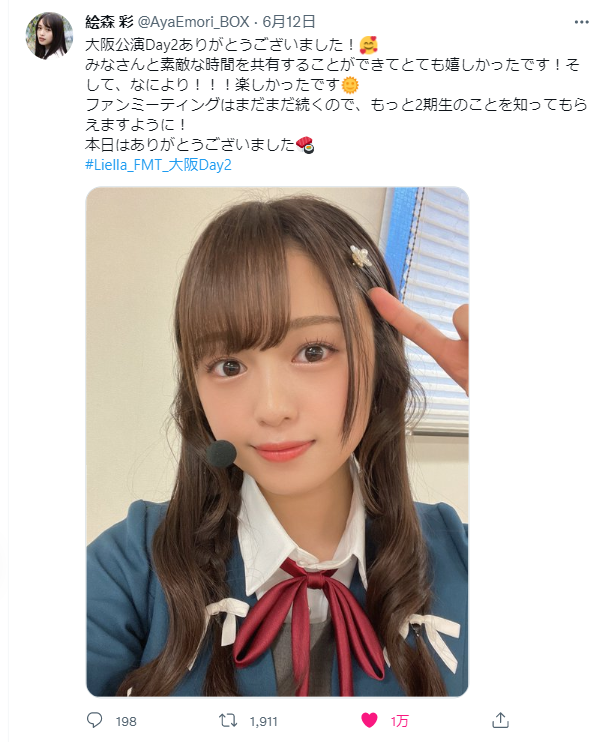 絵森 彩 @AyaEmori_BOX · 6月12日
大阪公演Day2ありがとうございました！🥰
みなさんと素敵な時間を共有することができてとても嬉しかったです！そ
して、なにより！！！楽しかったです🌞
ファンミーティングはまだまだ続くので、もっと2期生のことを知ってもら
えますように！
本日はありがとうございました🍣
#Liella_FMT_大阪Day2
198 1,911 1万